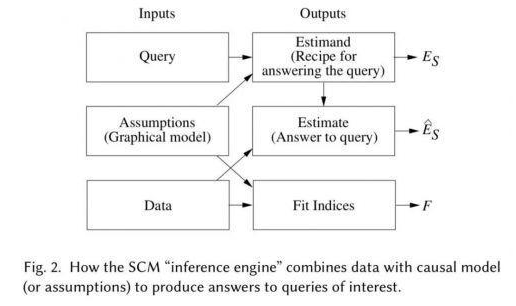 Inputs Outputs
Query
Estimand
(Recipe for
answering the query)
E_S
Assumptions
(Graphical model)
Estimate
(Answer to query)
Ê_S
Data
Fit Indices
F
Fig. 2. How the SCM “inference engine” combines data with causal model
(or assumptions) to produce answers to queries of interest.